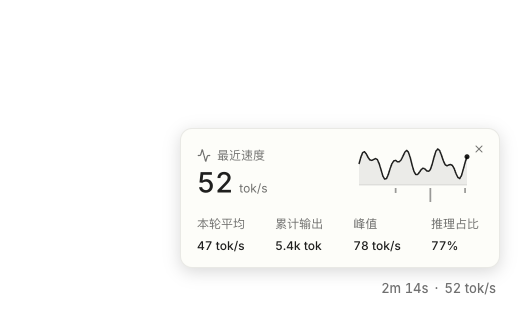 最近速度
52 tok/s
本轮平均 累计输出 峰值 推理占比
47 tok/s 5.4k tok 78 tok/s 77%
2m 14s · 52 tok/s